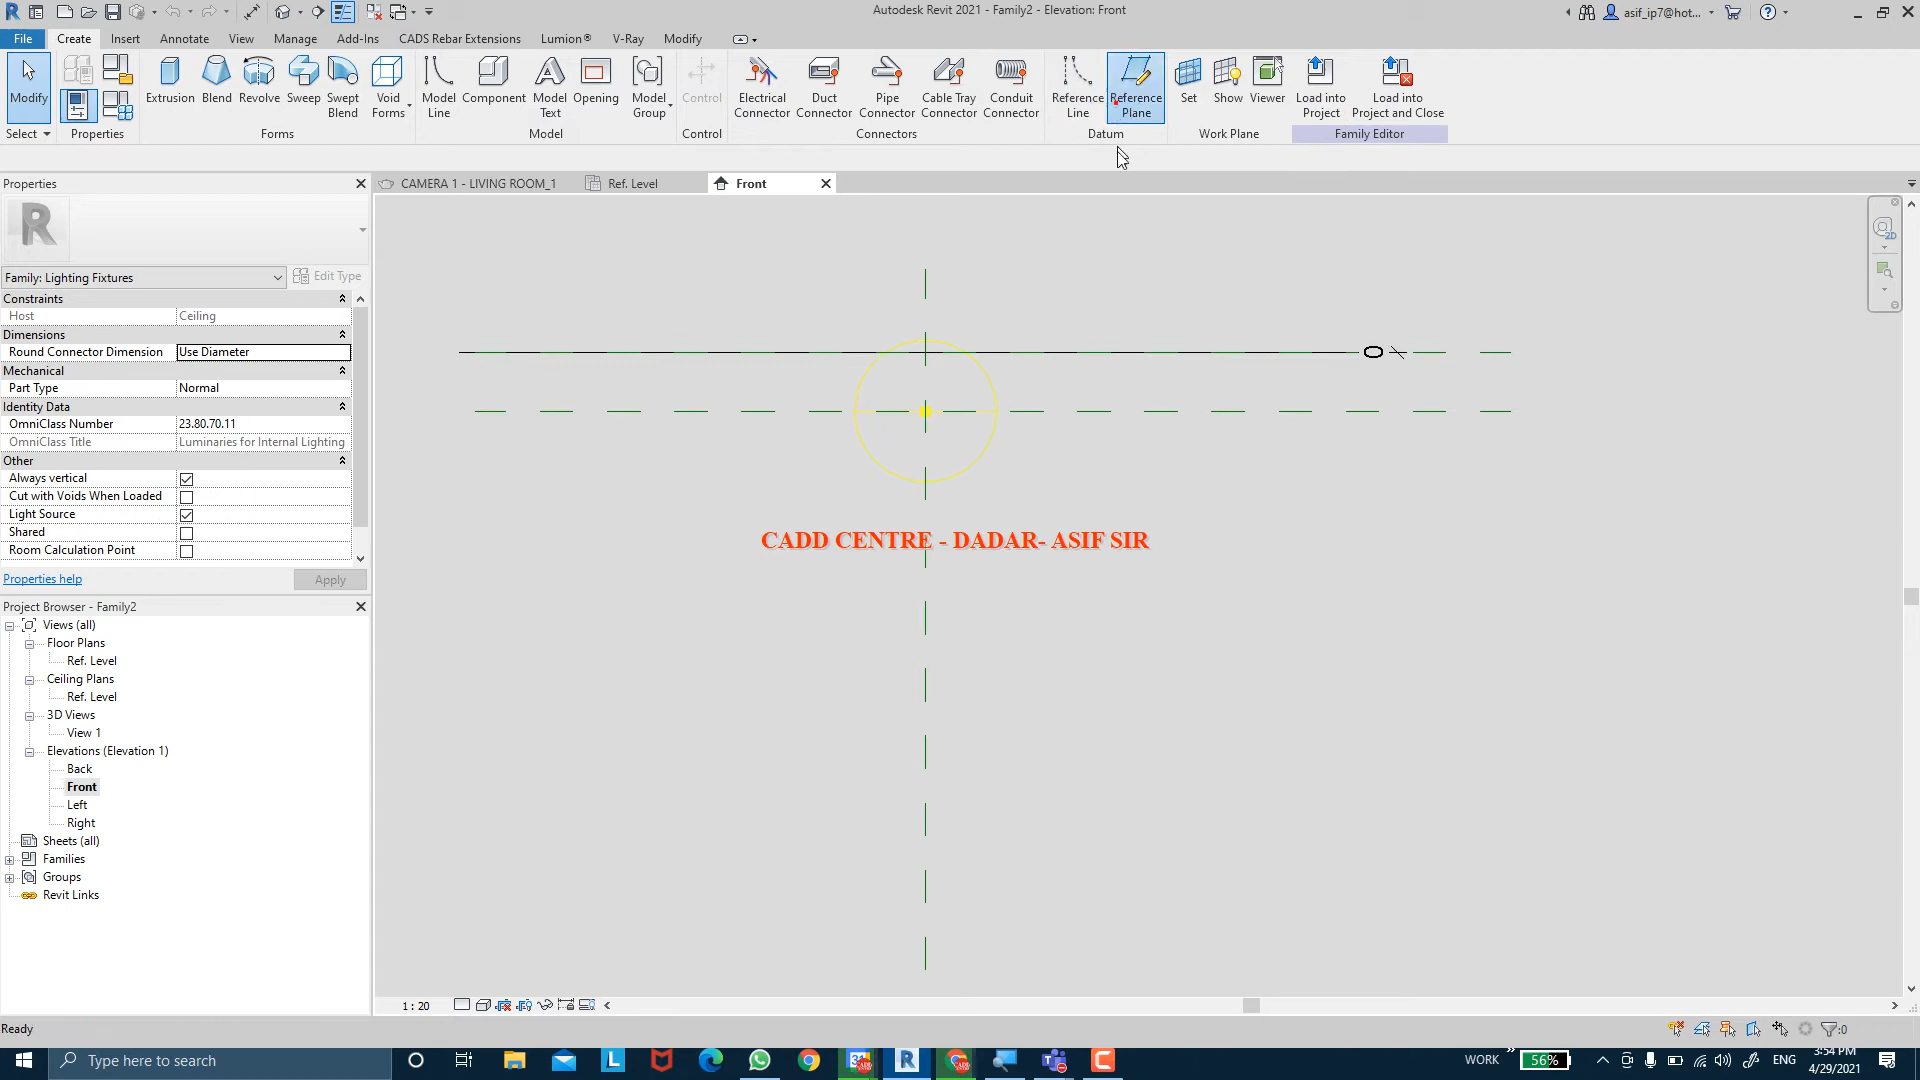 Autodesk Revit 2021 - Family2 - Elevation: Front
asif_ip7@hot...
File Create Insert Annotate View Manage Add-Ins CADS Rebar Extensions Lumion® V-Ray Modify
Modify
Extrusion
Blend
Revolve
Sweep
Swept Blend
Void Forms
Model Line
Component
Model Text
Opening
Model Group
Control
Electrical Connector
Duct Connector
Pipe Connector
Cable Tray Connector
Conduit Connector
Reference Line
Reference Plane
Set
Show
Viewer
Load into Project
Load into Project and Close
Select Properties Forms Model Control Connectors Datum Work Plane Family Editor
Properties
CAMERA 1 - LIVING ROOM_1
Ref. Level
Front
R
Family: Lighting Fixtures
Edit Type
Constraints
Host Ceiling
Dimensions
Round Connector Dimension Use Diameter
Mechanical
Part Type Normal
Identity Data
OmniClass Number 23.80.70.11
OmniClass Title Luminaries for Internal Lighting
Other
Always vertical
Cut with Voids When Loaded
Light Source
Shared
Room Calculation Point
Properties help
Apply
CADD CENTRE - DADAR- ASIF SIR
Project Browser - Family2
Views (all)
Floor Plans
Ref. Level
Ceiling Plans
Ref. Level
3D Views
View 1
Elevations (Elevation 1)
Back
Front
Left
Right
Sheets (all)
Families
Groups
Revit Links
1 : 20
Ready
:0
Type here to search
WORK
56%
ENG
3:54 PM
4/29/2021